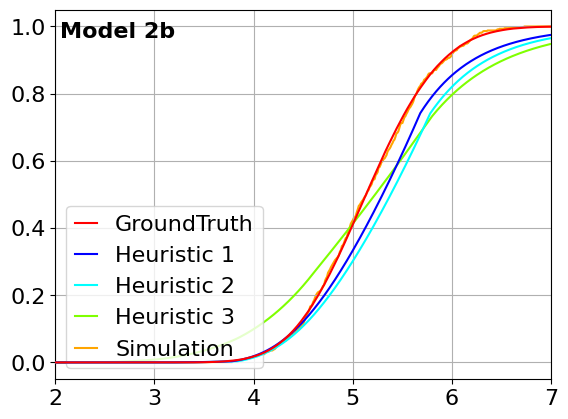 Model 2b
1.0
0.8
0.6
0.4
0.2
0.0
GroundTruth
Heuristic 1
Heuristic 2
Heuristic 3
Simulation
2 3 4 5 6 7